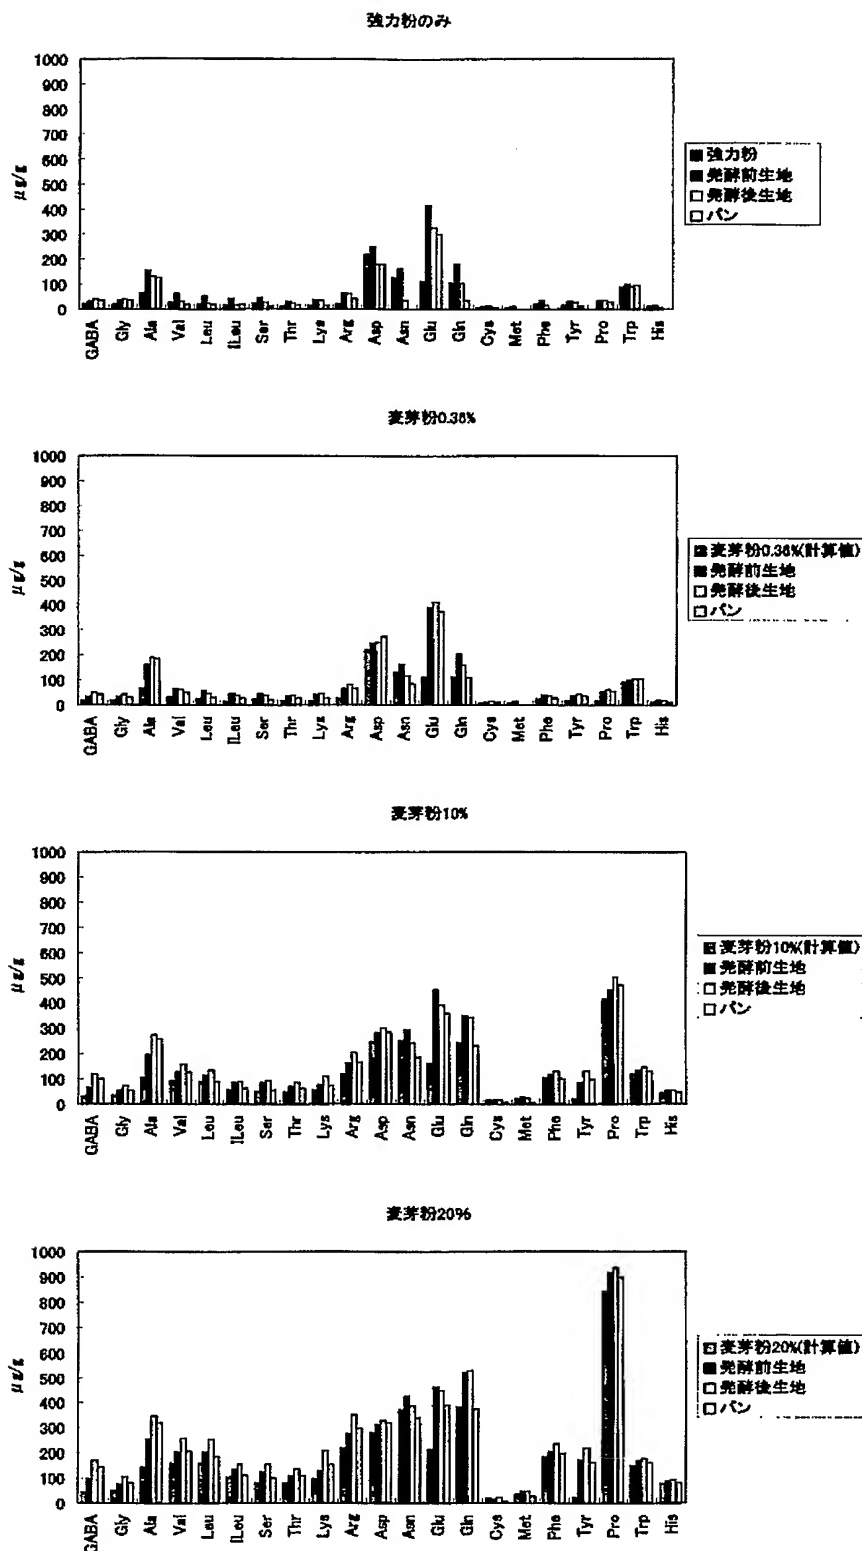 強力粉のみ
1000
900
800
700
600
500
400
300
200
100
0
μg/g
GABA
Gly
Ala
Val
Leu
ILeu
Ser
Thr
Lys
Arg
Asp
Asn
Glu
Gln
Cys
Met
Phe
Tyr
Pro
Trp
His
強力粉
発酵前生地
発酵後生地
パン
麦芽粉0.36%
1000
900
800
700
600
500
400
300
200
100
0
μg/g
GABA
Gly
Ala
Val
Leu
ILeu
Ser
Thr
Lys
Arg
Asp
Asn
Glu
Gln
Cys
Met
Phe
Tyr
Pro
Trp
His
麦芽粉0.36%(計算値)
発酵前生地
発酵後生地
パン
麦芽粉10%
1000
900
800
700
600
500
400
300
200
100
0
μg/g
GABA
Gly
Ala
Val
Leu
ILeu
Ser
Thr
Lys
Arg
Asp
Asn
Glu
Gln
Cys
Met
Phe
Tyr
Pro
Trp
His
麦芽粉10%(計算値)
発酵前生地
発酵後生地
パン
麦芽粉20%
1000
900
800
700
600
500
400
300
200
100
0
μg/g
GABA
Gly
Ala
Val
Leu
ILeu
Ser
Thr
Lys
Arg
Asp
Asn
Glu
Gln
Cys
Met
Phe
Tyr
Pro
Trp
His
麦芽粉20%(計算値)
発酵前生地
発酵後生地
パン